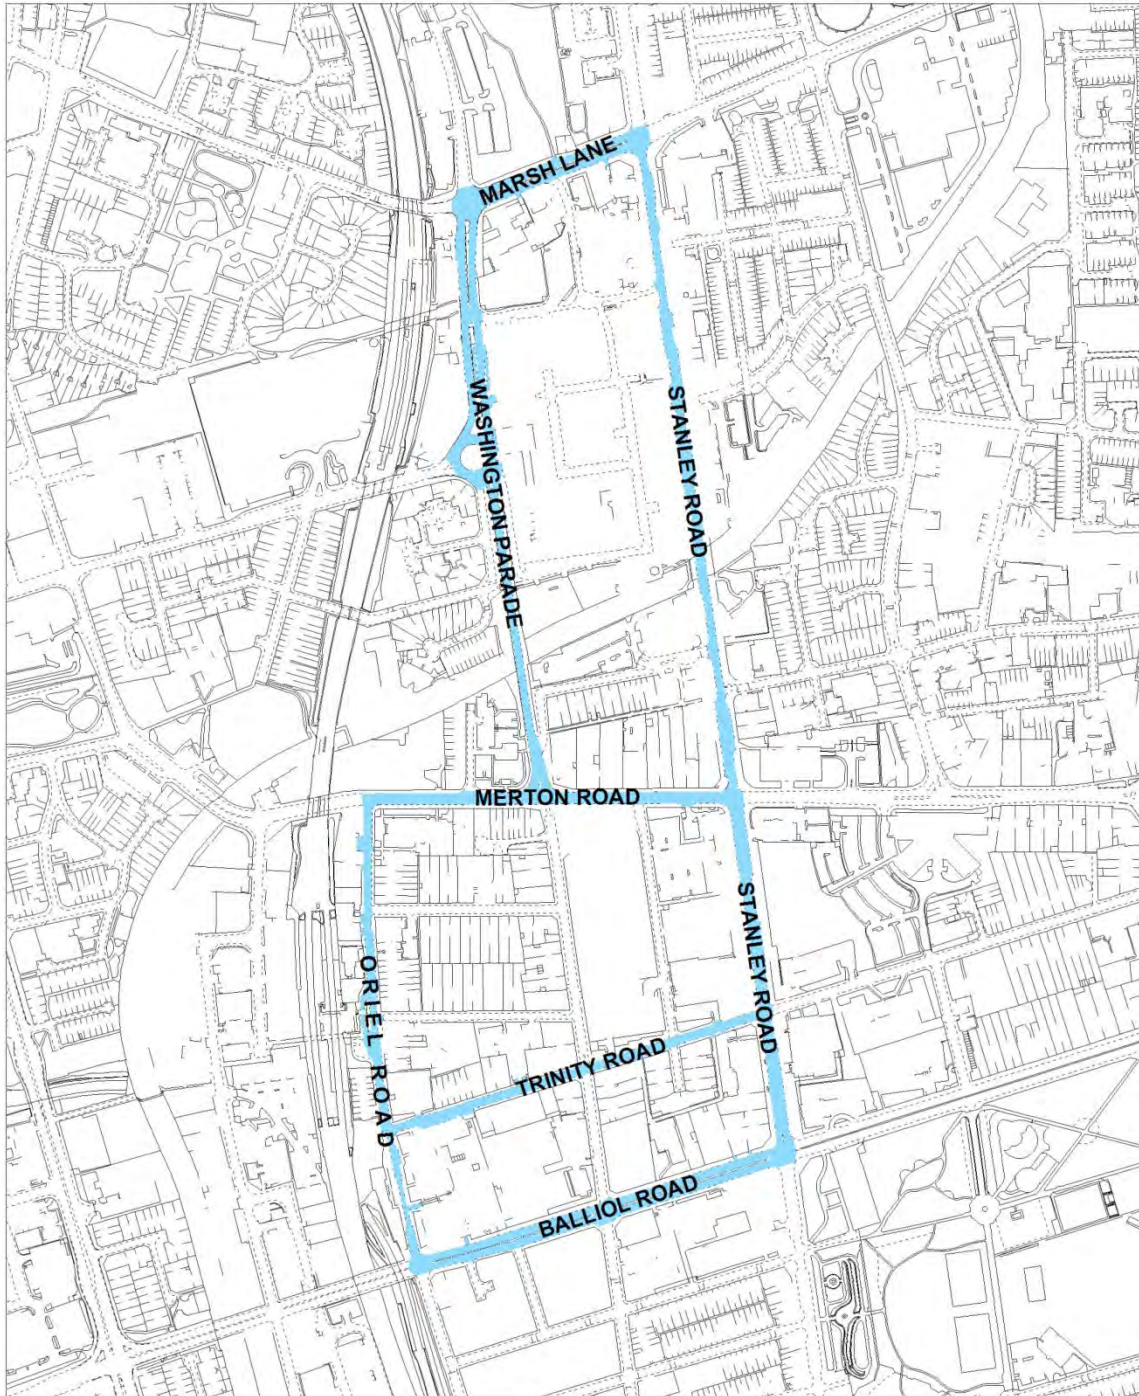 MARSH LANE
WASHINGTON PARADE
STANLEY ROAD
MERTON ROAD
STANLEY ROAD
ORIEL ROAD
TRINITY ROAD
BALLIOL ROAD